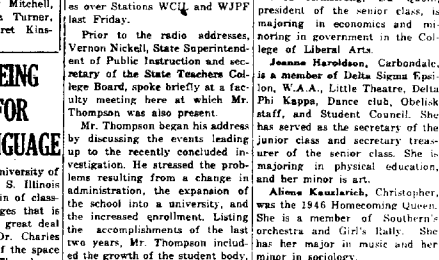 Mitchell,
Turner,
ret Kins-
EING
FOR
GUAGE
niversity of
S. Illinois
in of class-
ges that is
great deal
Dr. Charles
f the space
es over Stations WCIL and WJPF
last Friday.
Prior to the radio addresses,
Vernon Nickell, State Superintend-
ent of Public Instruction and sec-
retary of the State Teachers Col-
lege Board, spoke briefly at a fac-
ulty meeting here at which Mr.
Thompson was also present.
Mr. Thompson began his address
by discussing the events leading
up to the recently concluded in-
vestigation. He stressed the prob-
lems resulting from a change in
administration, the expansion of
the school into a university, and
the increased enrollment. Listing
the accomplishments of the last
two years, Mr. Thompson includ-
ed the growth of the student body,
president of the senior class, is
majoring in economics and mi-
noring in government in the Col-
lege of Liberal Arts.
Joanna Haroldson, Carbondale,
is a member of Delta Sigma Epsi-
lon, W.A.A., Little Theatre, Delta
Phi Kappa, Dance club, Obelisk
staff, and Student Council. She
has served as the secretary of the
junior class and secretary treas-
urer of the senior class. She is
majoring in physical education,
and her minor is art.
Kauzlarich, Christopher,
was the 1946 Homecoming Queen.
She is a member of Southern's
orchestra and Girl's Rally. She
has her major in music and her
minor in sociology.